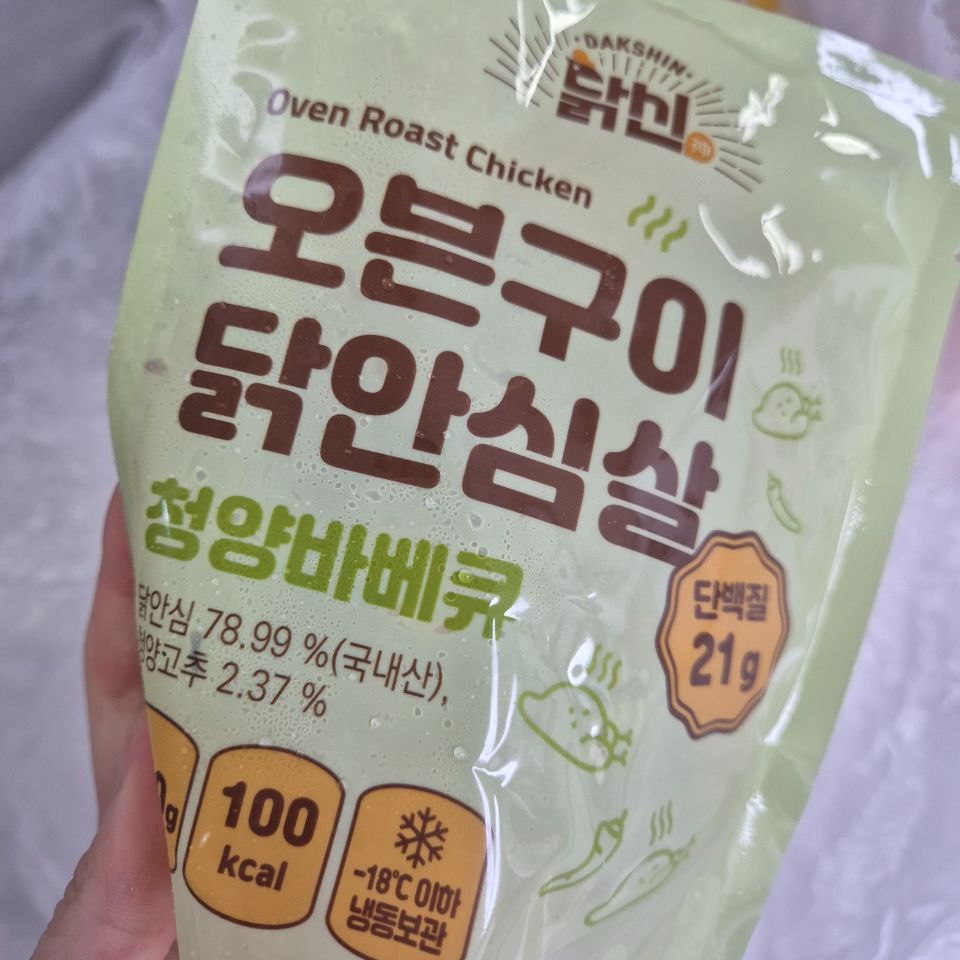 DAKSHIN
닭신
神
Oven Roast Chicken
오븐구이
닭안심살
청양바베큐
단백질
21g
닭안심 78.99 %(국내산),
청양고추 2.37 %
100
kcal
-18℃ 이하
냉동보관